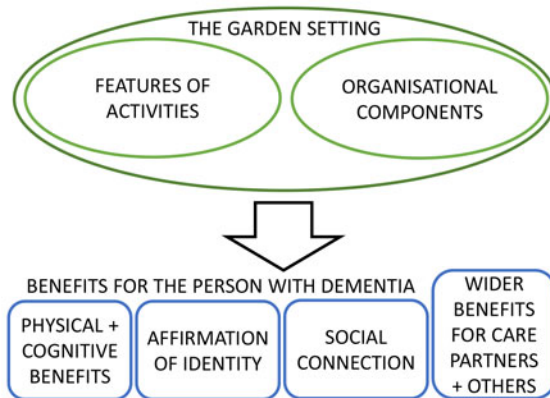 THE GARDEN SETTING
FEATURES OF
ACTIVITIES
ORGANISATIONAL
COMPONENTS
BENEFITS FOR THE PERSON WITH DEMENTIA
PHYSICAL +
COGNITIVE
BENEFITS
AFFIRMATION
OF IDENTITY
SOCIAL
CONNECTION
WIDER
BENEFITS
FOR CARE
PARTNERS
+ OTHERS